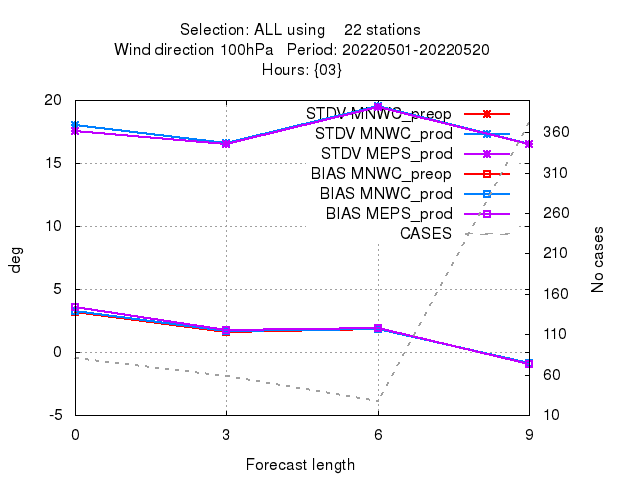 Selection: ALL using    22 stations
Wind direction 100hPa   Period: 20220501-20220520
Hours: {03}
STDV MNWC_preop
STDV MNWC_prod
STDV MEPS_prod
BIAS MNWC_preop
BIAS MNWC_prod
BIAS MEPS_prod
CASES
20
15
10
5
0
-5
deg
360
310
260
210
160
110
60
10
No cases
0 3 6 9
Forecast length